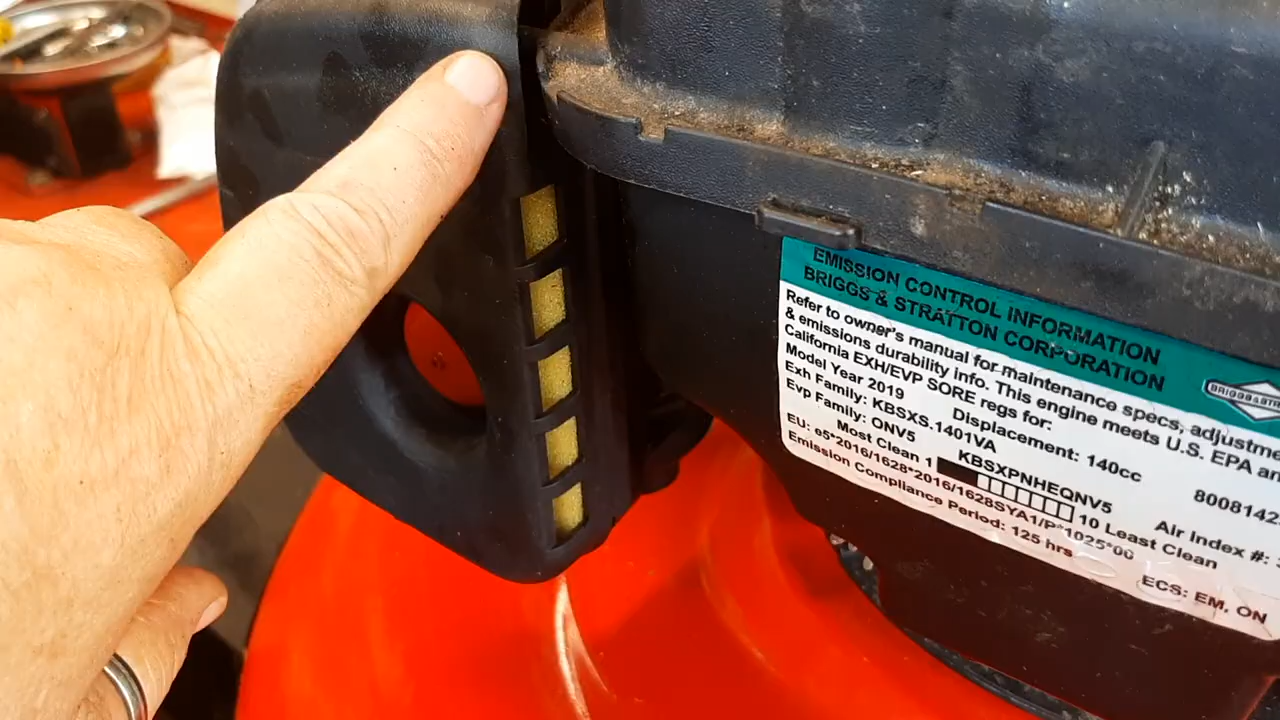 EMISSION CONTROL INFORMATION
BRIGGS & STRATTON CORPORATION
Refer to owner's manual for maintenance specs, adjustme
& emissions durability info. This engine meets U.S. EPA an
California EXH/EVP SORE regs for:
Model Year 2019 Displacement: 140cc
Exh Family: KBSXS.1401VA
Evp Family: ONV5 KBSXPNHEQNV5 8008142
EU: e5*2016/1628*2016/1628SYA1/P*1025*00
Most Clean 1 10 Least Clean Air Index #:
Emission Compliance Period: 125 hrs
ECS: EM, ON
BRIGGS & STR